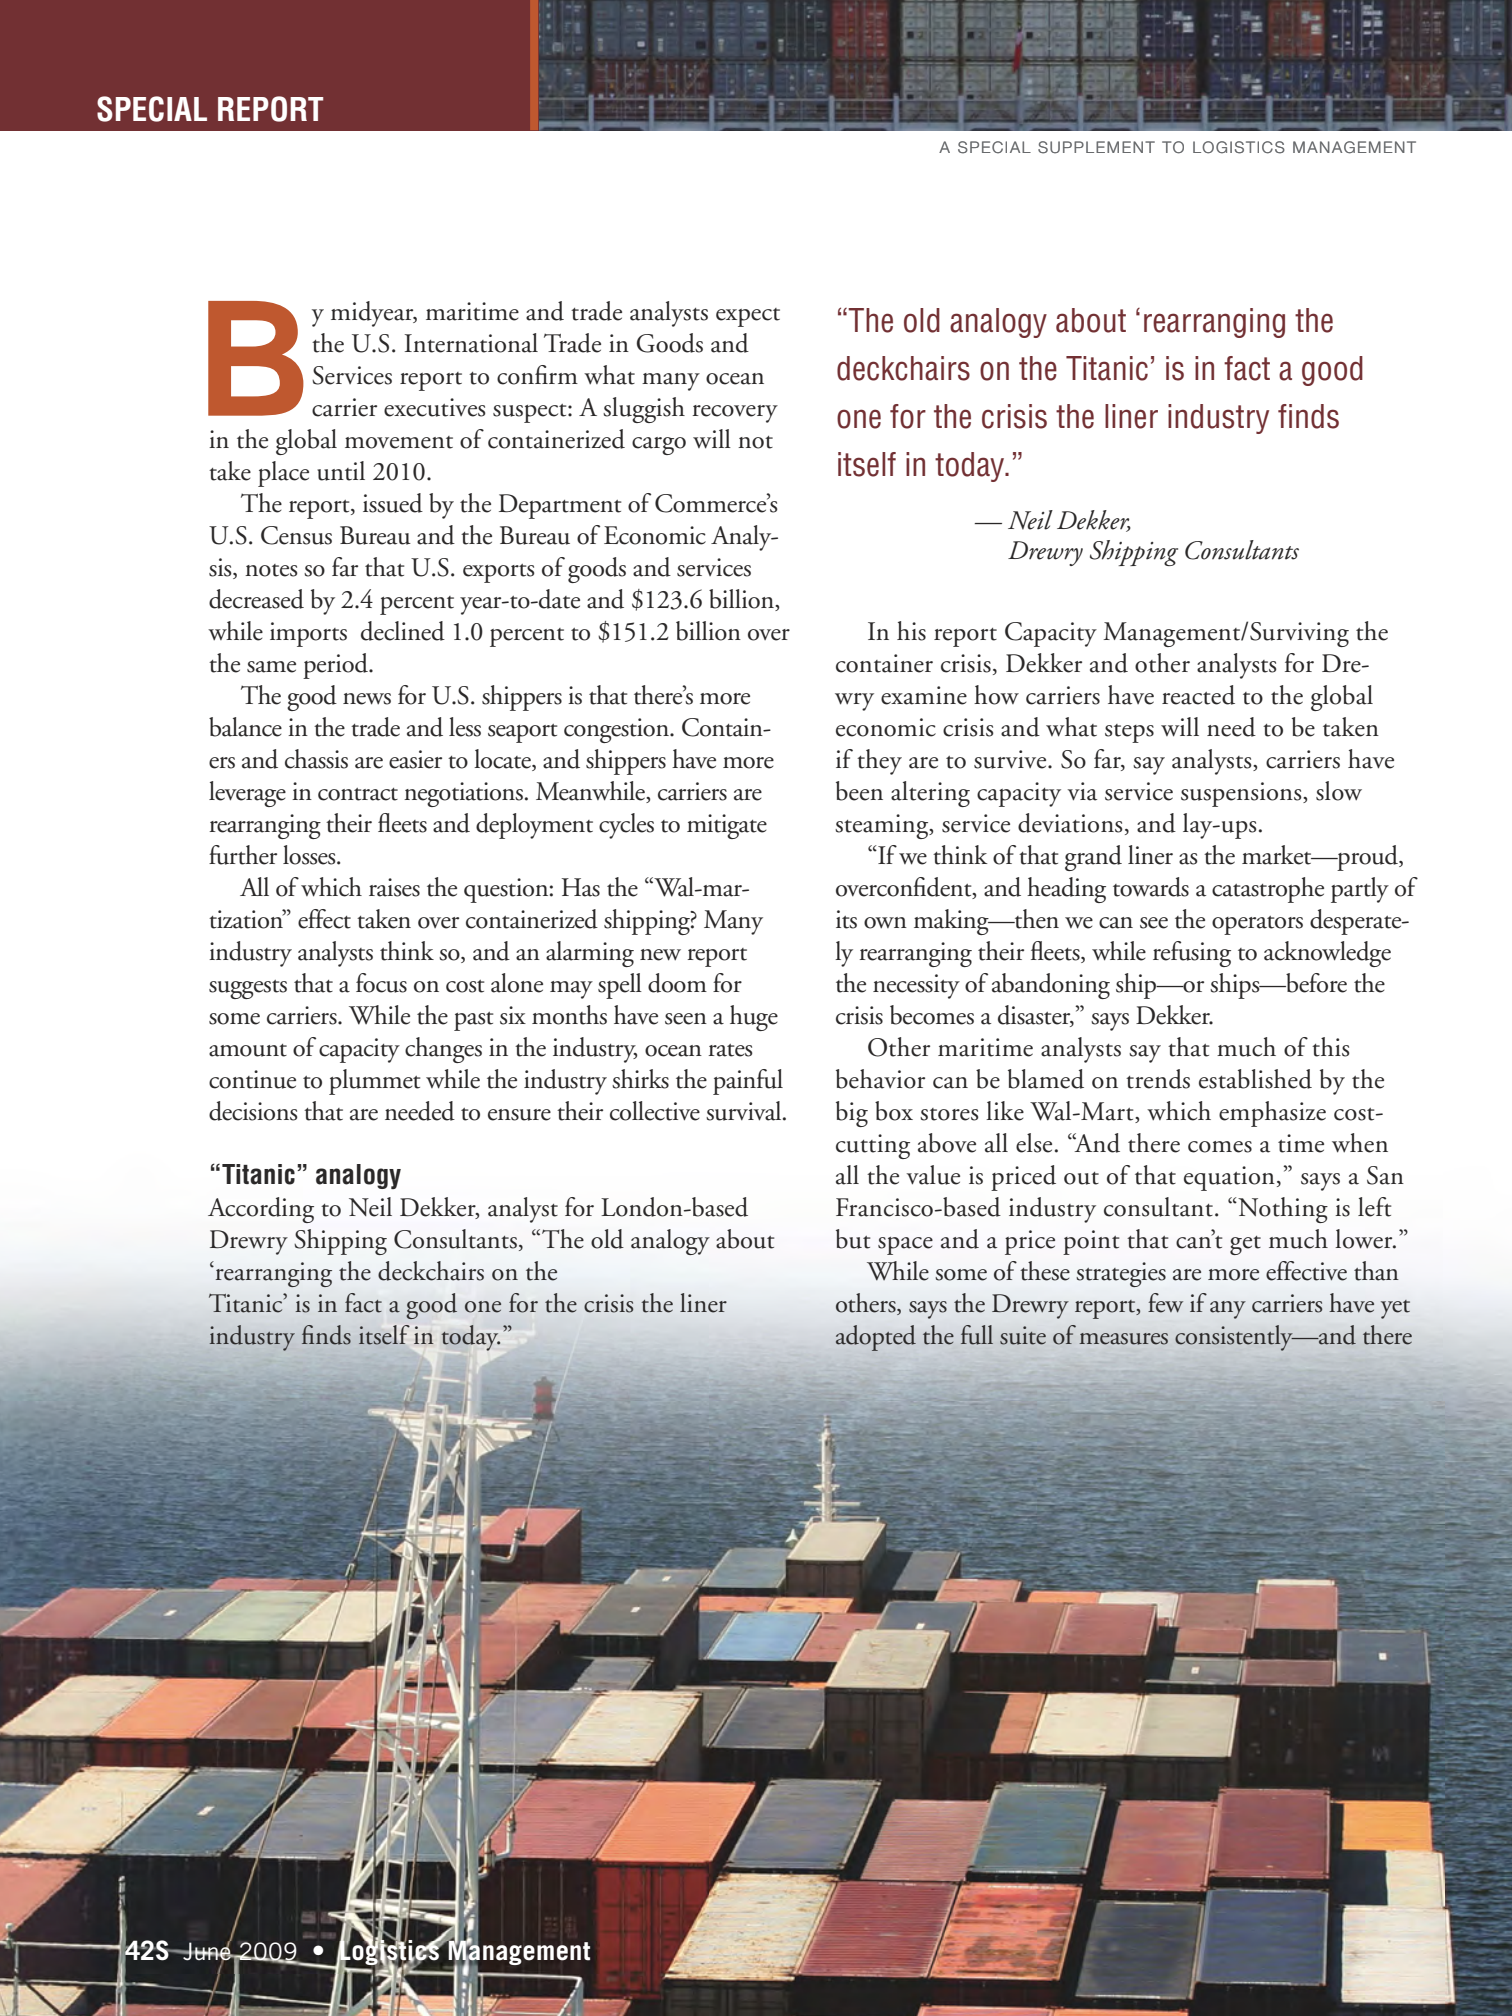 SPECIAL REPORT
A SPECIAL SUPPLEMENT TO LOGISTICS MANAGEMENT
By midyear, maritime and trade analysts expect
the U.S. International Trade in Goods and
Services report to confirm what many ocean
carrier executives suspect: A sluggish recovery
in the global movement of containerized cargo will not
take place until 2010.
The report, issued by the Department of Commerce’s
U.S. Census Bureau and the Bureau of Economic Analy-
sis, notes so far that U.S. exports of goods and services
decreased by 2.4 percent year-to-date and $123.6 billion,
while imports  declined 1.0 percent to $151.2 billion over
the same period.
The good news for U.S. shippers is that there’s more
balance in the trade and less seaport congestion. Contain-
ers and chassis are easier to locate, and shippers have more
leverage in contract negotiations. Meanwhile, carriers are
rearranging their fleets and deployment cycles to mitigate
further losses.
All of which raises the question: Has the “Wal-mar-
tization” effect taken over containerized shipping? Many
industry analysts think so, and an alarming new report
suggests that a focus on cost alone may spell doom for
some carriers. While the past six months have seen a huge
amount of capacity changes in the industry, ocean rates
continue to plummet while the industry shirks the painful
decisions that are needed to ensure their collective survival.
“Titanic” analogy
According to Neil Dekker, analyst for London-based
Drewry Shipping Consultants, “The old analogy about
‘rearranging the deckchairs on the
Titanic’ is in fact a good one for the crisis the liner
industry finds itself in today.”
“The old analogy about ‘rearranging the
deckchairs on the Titanic’ is in fact a good
one for the crisis the liner industry finds
itself in today.”
— Neil Dekker,
Drewry Shipping Consultants
In his report Capacity Management/Surviving the
container crisis, Dekker and other analysts for Dre-
wry examine how carriers have reacted to the global
economic crisis and what steps will need to be taken
if they are to survive. So far, say analysts, carriers have
been altering capacity via service suspensions, slow
steaming, service deviations, and lay-ups.
“If we think of that grand liner as the market—proud,
overconfident, and heading towards a catastrophe partly of
its own making—then we can see the operators desperate-
ly rearranging their fleets, while refusing to acknowledge
the necessity of abandoning ship—or ships—before the
crisis becomes a disaster,” says Dekker.
Other maritime analysts say that much of this
behavior can be blamed on trends established by the
big box stores like Wal-Mart, which emphasize cost-
cutting above all else. “And there comes a time when
all the value is priced out of that equation,” says a San
Francisco-based industry consultant. “Nothing is left
but space and a price point that can’t get much lower.”
While some of these strategies are more effective than
others, says the Drewry report, few if any carriers have yet
adopted the full suite of measures consistently—and there
42S June 2009 • Logistics Management